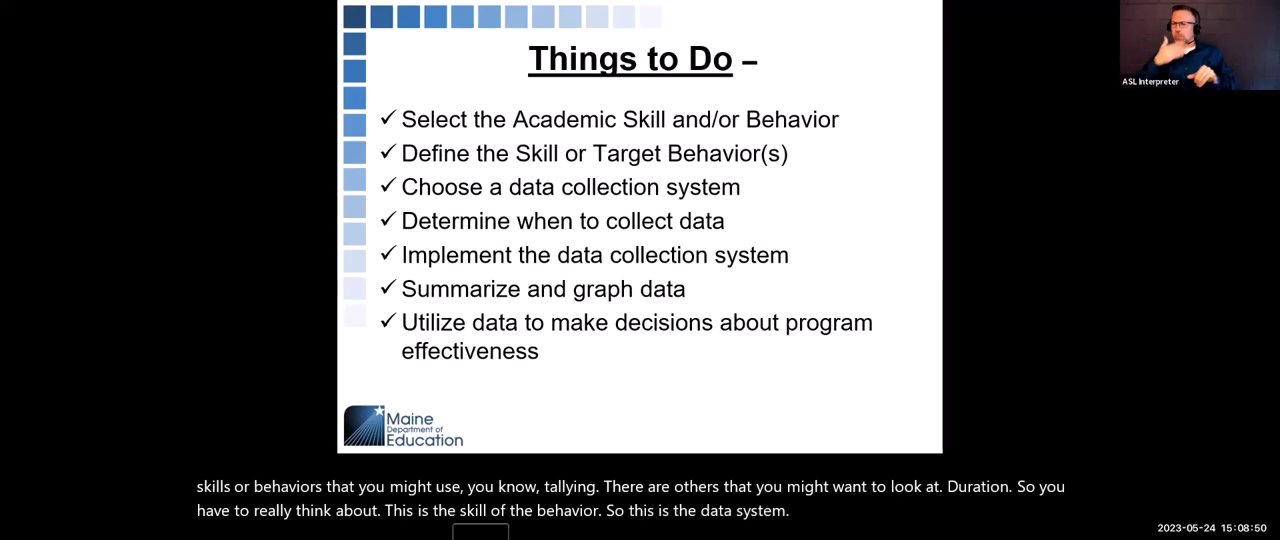 Things to Do –
ASL Interpreter
✓ Select the Academic Skill and/or Behavior
✓ Define the Skill or Target Behavior(s)
✓ Choose a data collection system
✓ Determine when to collect data
✓ Implement the data collection system
✓ Summarize and graph data
✓ Utilize data to make decisions about program
effectiveness
Maine
Department of
Education
skills or behaviors that you might use, you know, tallying. There are others that you might want to look at. Duration. So you
have to really think about. This is the skill of the behavior. So this is the data system.
2023-05-24 15:08:50